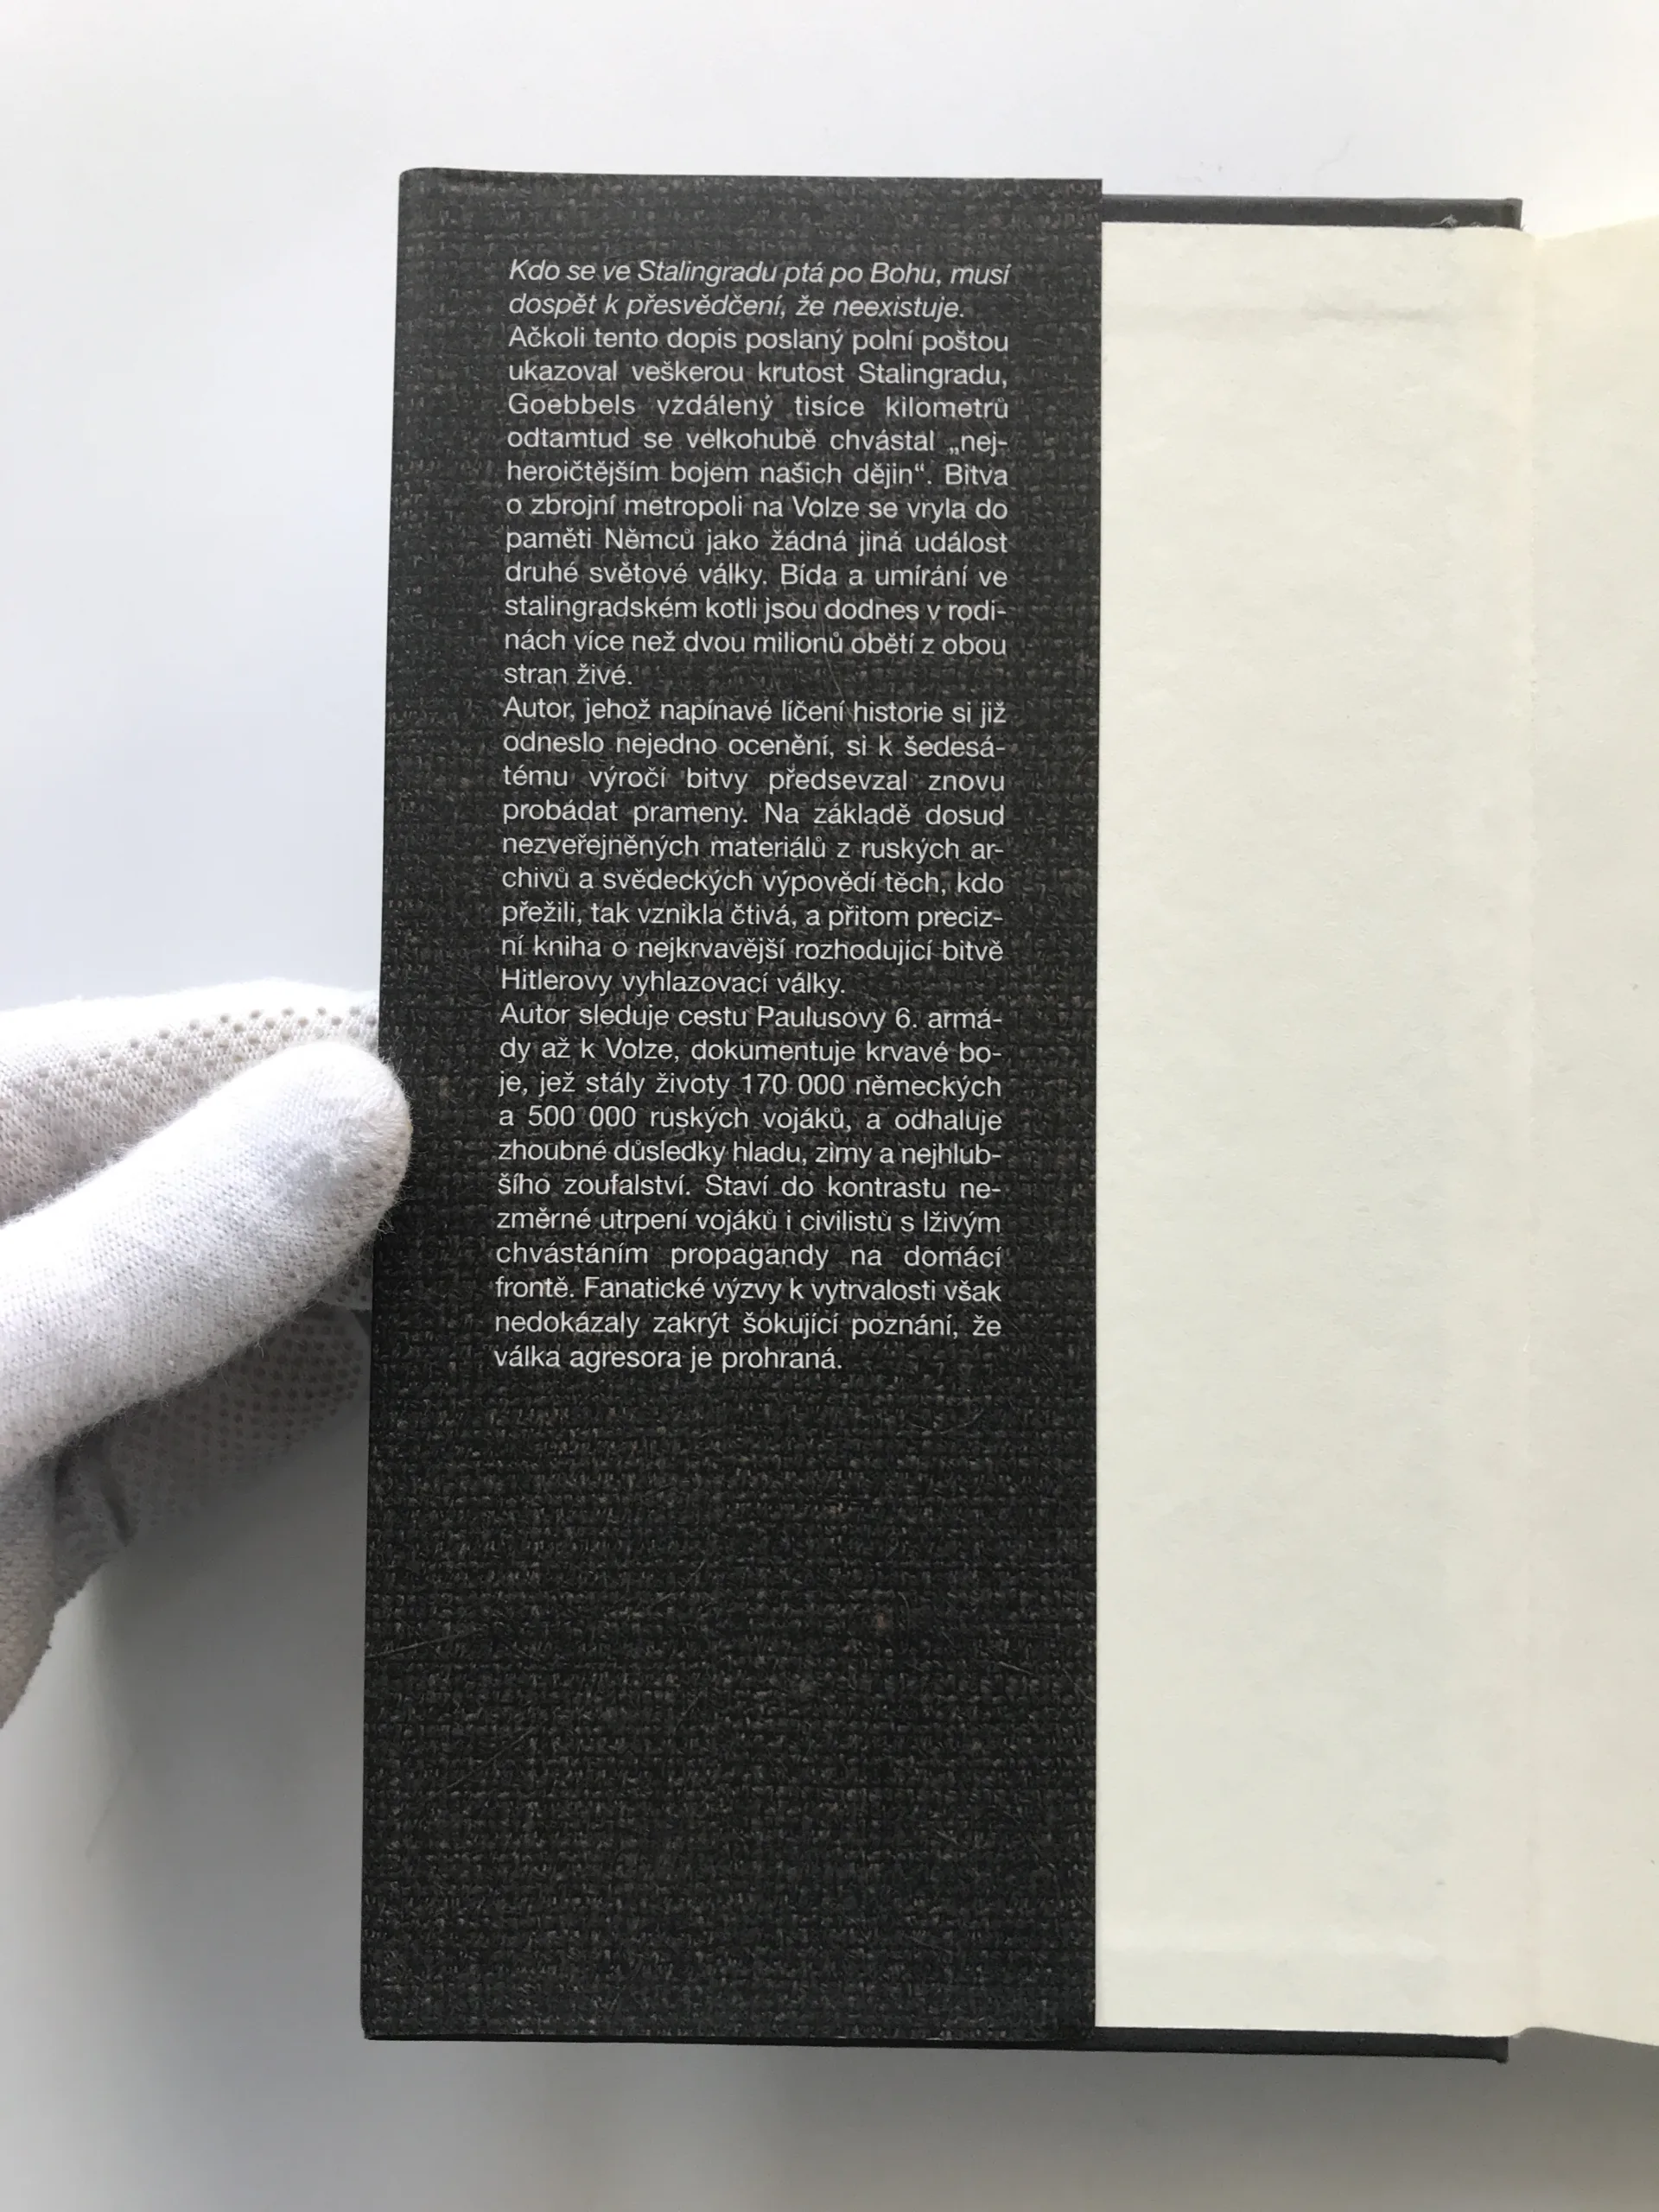 Kdo se ve Stalingradu ptá po Bohu, musí
dospět k přesvědčení, že neexistuje.
Ačkoli tento dopis poslaný polní poštou
ukazoval veškerou krutost Stalingradu,
Goebbels vzdálený tisíce kilometrů
odtamtud se velkohubě chvástal „nej-
heroičtějším bojem našich dějin“. Bitva
o zbrojní metropoli na Volze se vryla do
paměti Němců jako žádná jiná událost
druhé světové války. Bída a umírání ve
stalingradském kotli jsou dodnes v rodi-
nách více než dvou milionů obětí z obou
stran živé.
Autor, jehož napínavé líčení historie si již
odneslo nejedno ocenění, si k šedesá-
tému výročí bitvy předsevzal znovu
probádat prameny. Na základě dosud
nezveřejněných materiálů z ruských ar-
chivů a svědeckých výpovědí těch, kdo
přežili, tak vznikla čtivá, a přitom preciz-
ní kniha o nejkrvavější rozhodující bitvě
Hitlerovy vyhlazovací války.
Autor sleduje cestu Paulusovy 6. armá-
dy až k Volze, dokumentuje krvavé bo-
je, jež stály životy 170 000 německých
a 500 000 ruských vojáků, a odhaluje
zhoubné důsledky hladu, zimy a nejhlub-
šího zoufalství. Staví do kontrastu ne-
změrné utrpení vojáků i civilistů s lživým
chvástáním propagandy na domácí
frontě. Fanatické výzvy k vytrvalosti však
nedokázaly zakrýt šokující poznání, že
válka agresora je prohraná.